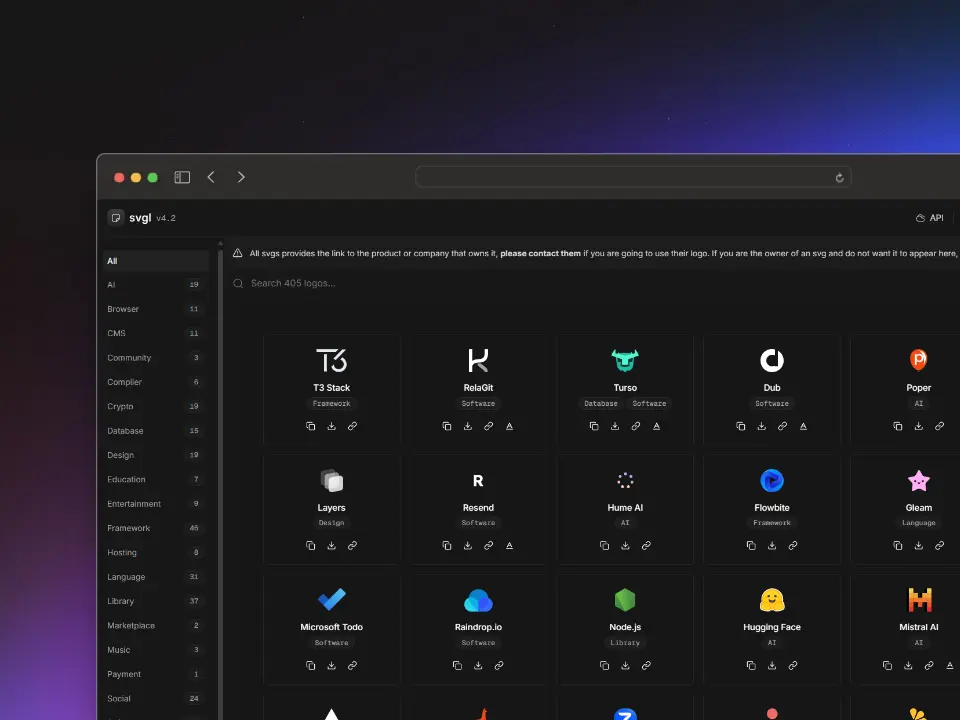 svgl v4.2
API
All svgs provides the link to the product or company that owns it, please contact them if you are going to use their logo. If you are the owner of an svg and do not want it to appear here,
Search 405 logos...
All
AI 19
Browser 11
CMS 11
Community 3
Compiler 6
Crypto 19
Database 15
Design 19
Education 7
Entertainment 9
Framework 46
Hosting 8
Language 31
Library 37
Marketplace 2
Music 3
Payment 1
Social 24
T3 Stack
Framework
RelaGit
Software
Turso
Database Software
Dub
Software
Poper
AI
Layers
Design
R
Resend
Software
Hume AI
AI
Flowbite
Framework
Gleam
Language
Microsoft Todo
Software
Raindrop.io
Software
Node.js
Library
Hugging Face
AI
Mistral AI
AI